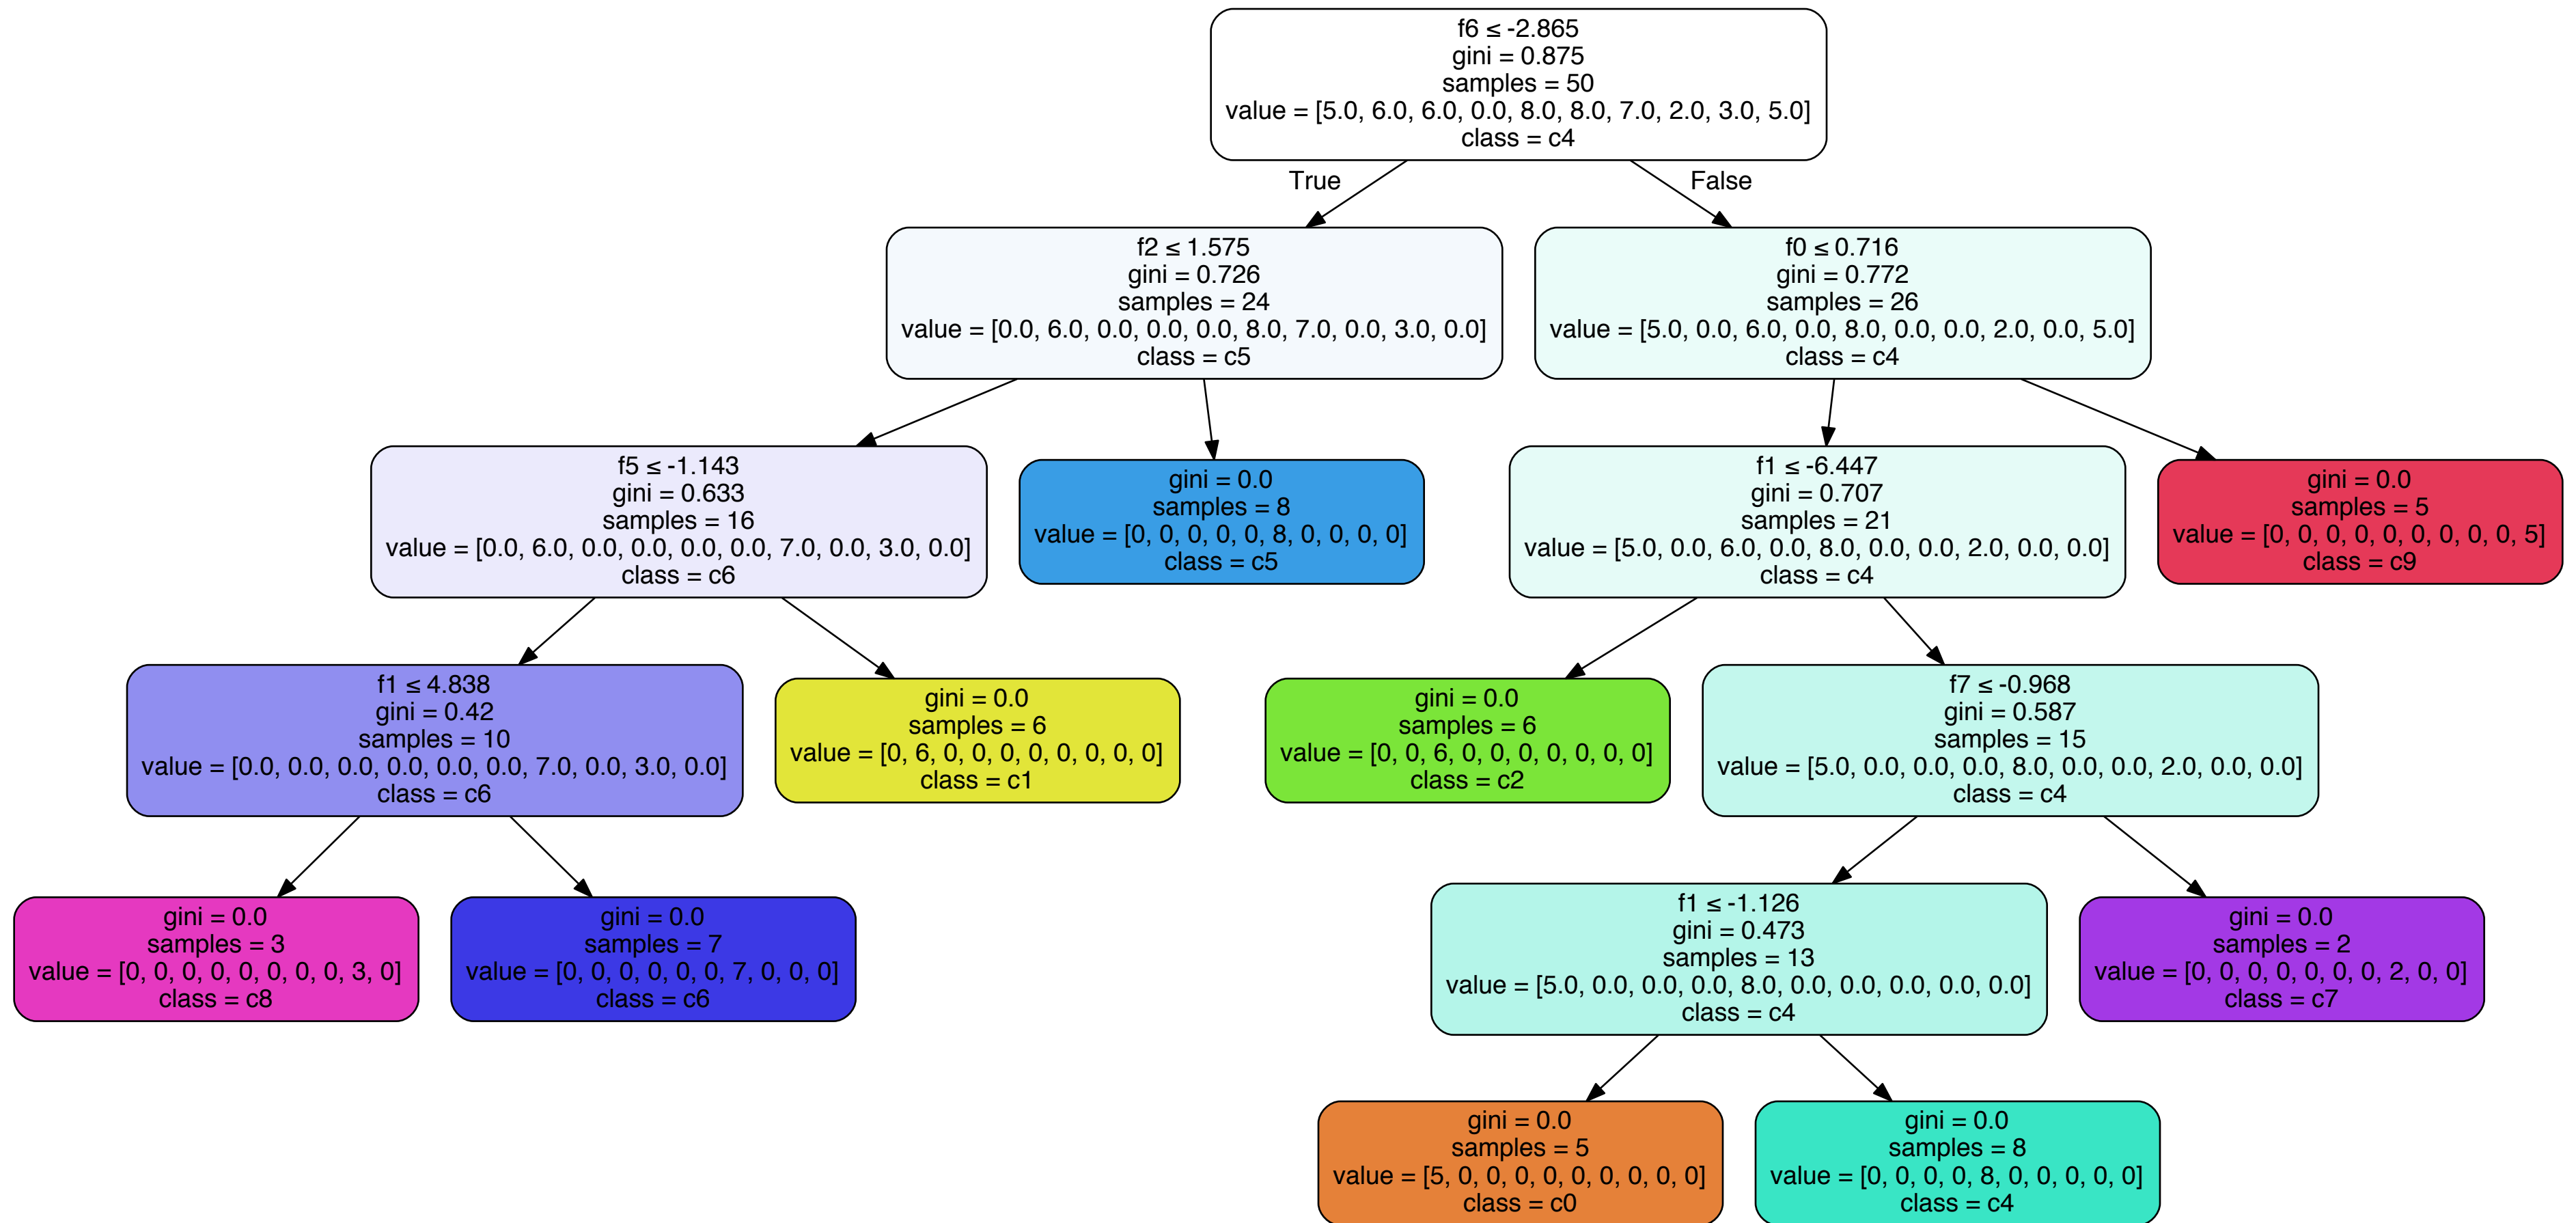 f6 ≤ -2.865
gini = 0.875
samples = 50
value = [5.0, 6.0, 6.0, 0.0, 8.0, 8.0, 7.0, 2.0, 3.0, 5.0]
class = c4
True
False
f2 ≤ 1.575
gini = 0.726
samples = 24
value = [0.0, 6.0, 0.0, 0.0, 0.0, 8.0, 7.0, 0.0, 3.0, 0.0]
class = c5
f0 ≤ 0.716
gini = 0.772
samples = 26
value = [5.0, 0.0, 6.0, 0.0, 8.0, 0.0, 0.0, 2.0, 0.0, 5.0]
class = c4
f5 ≤ -1.143
gini = 0.633
samples = 16
value = [0.0, 6.0, 0.0, 0.0, 0.0, 0.0, 7.0, 0.0, 3.0, 0.0]
class = c6
gini = 0.0
samples = 8
value = [0, 0, 0, 0, 0, 8, 0, 0, 0, 0]
class = c5
f1 ≤ -6.447
gini = 0.707
samples = 21
value = [5.0, 0.0, 6.0, 0.0, 8.0, 0.0, 0.0, 2.0, 0.0, 0.0]
class = c4
gini = 0.0
samples = 5
value = [0, 0, 0, 0, 0, 0, 0, 0, 0, 5]
class = c9
f1 ≤ 4.838
gini = 0.42
samples = 10
value = [0.0, 0.0, 0.0, 0.0, 0.0, 0.0, 7.0, 0.0, 3.0, 0.0]
class = c6
gini = 0.0
samples = 6
value = [0, 6, 0, 0, 0, 0, 0, 0, 0, 0]
class = c1
gini = 0.0
samples = 6
value = [0, 0, 6, 0, 0, 0, 0, 0, 0, 0]
class = c2
f7 ≤ -0.968
gini = 0.587
samples = 15
value = [5.0, 0.0, 0.0, 0.0, 8.0, 0.0, 0.0, 2.0, 0.0, 0.0]
class = c4
gini = 0.0
samples = 3
value = [0, 0, 0, 0, 0, 0, 0, 0, 3, 0]
class = c8
gini = 0.0
samples = 7
value = [0, 0, 0, 0, 0, 0, 7, 0, 0, 0]
class = c6
f1 ≤ -1.126
gini = 0.473
samples = 13
value = [5.0, 0.0, 0.0, 0.0, 8.0, 0.0, 0.0, 0.0, 0.0, 0.0]
class = c4
gini = 0.0
samples = 2
value = [0, 0, 0, 0, 0, 0, 0, 2, 0, 0]
class = c7
gini = 0.0
samples = 5
value = [5, 0, 0, 0, 0, 0, 0, 0, 0, 0]
class = c0
gini = 0.0
samples = 8
value = [0, 0, 0, 0, 8, 0, 0, 0, 0, 0]
class = c4